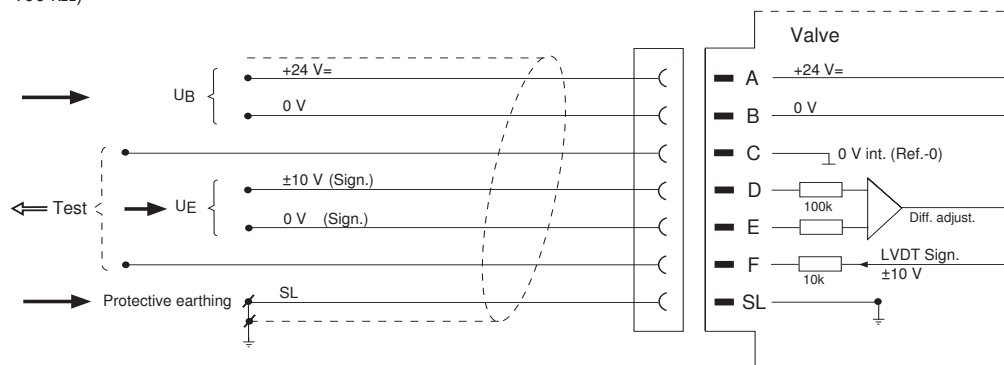 Valve
+24 V=
A
+24 V=
UB
0 V
B
0 V
C
0 V int. (Ref.-0)
±10 V (Sign.)
D
100k
Test
UE
Diff. adjust.
0 V (Sign.)
E
F
LVDT Sign.
10k
±10 V
Protective earthing
SL
SL